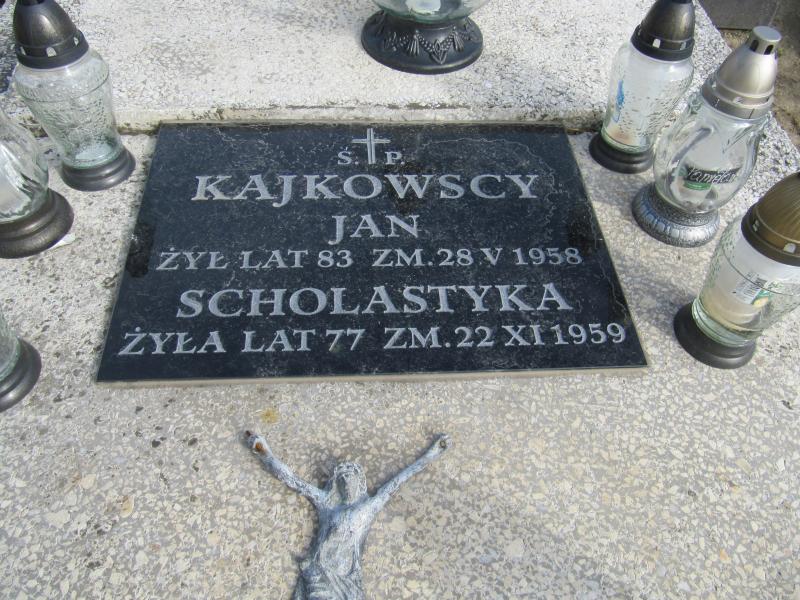 Ś. P.
KAJKOWSCY
JAN
ŻYŁ LAT 83 ZM. 28 V 1958
SCHOLASTYKA
ŻYŁA LAT 77 ZM. 22 XI 1959